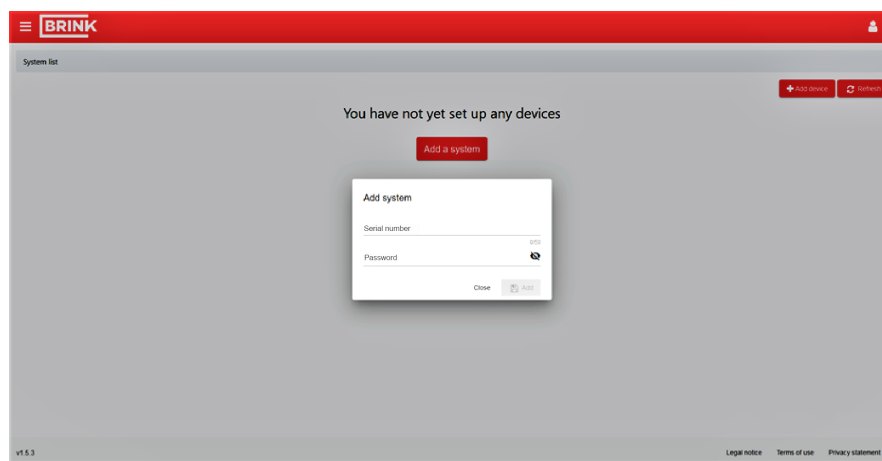 BRINK
System list
Add device
Refresh
You have not yet set up any devices
Add a system
Add system
Serial number
0/50
Password
Close
Add
v1.5.3
Legal notice
Terms of use
Privacy statement